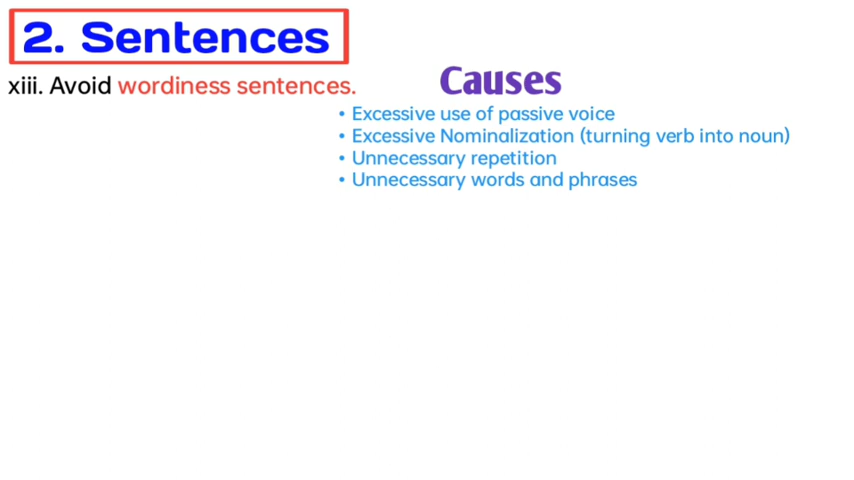 2. Sentences
xiii. Avoid wordiness sentences.
Causes
• Excessive use of passive voice
• Excessive Nominalization (turning verb into noun)
• Unnecessary repetition
• Unnecessary words and phrases